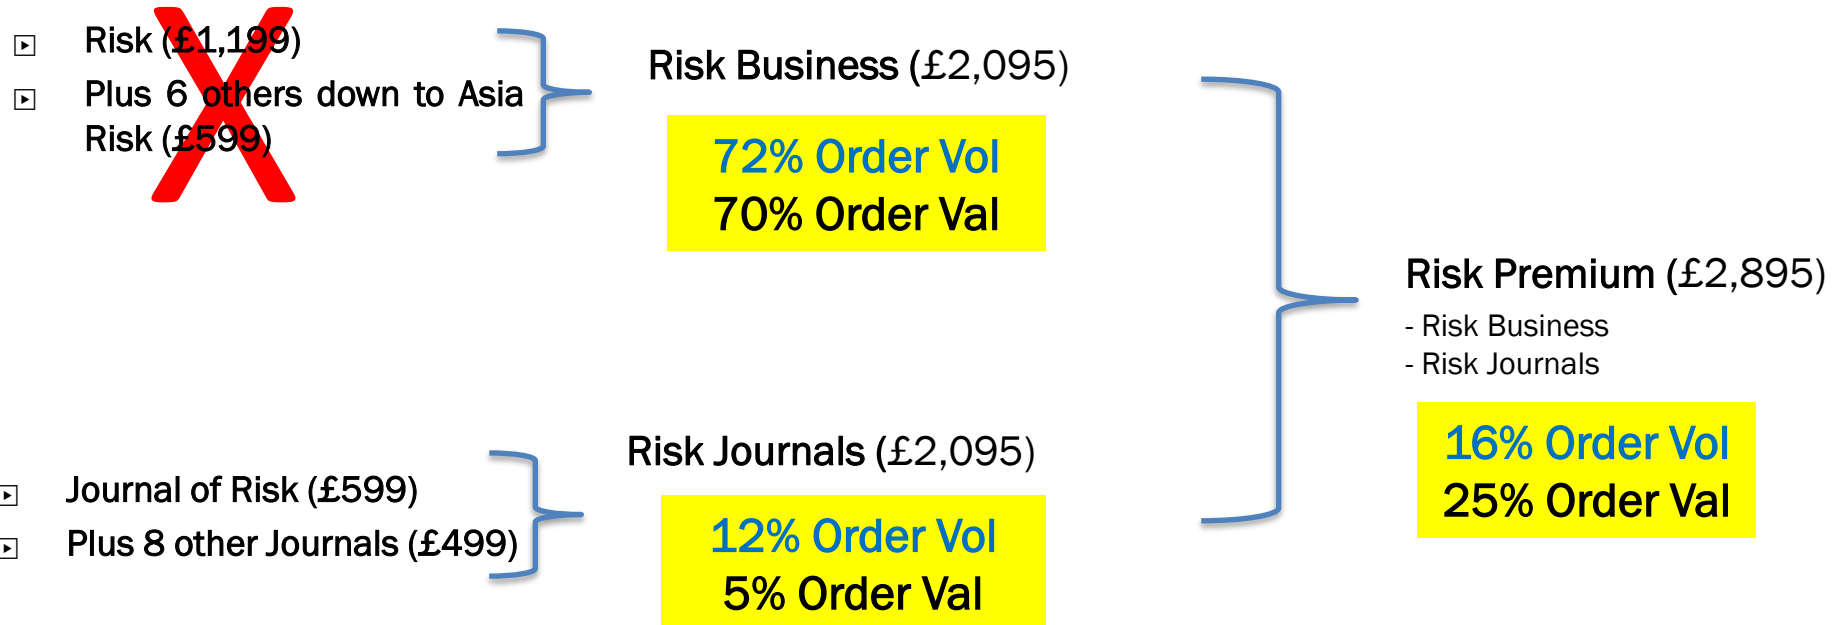 Risk (£1,199)
Plus 6 others down to Asia
Risk (£599)
Risk Business (£2,095)
72% Order Vol
70% Order Val
Journal of Risk (£599)
Plus 8 other Journals (£499)
Risk Journals (£2,095)
12% Order Vol
5% Order Val
Risk Premium (£2,895)
- Risk Business
- Risk Journals
16% Order Vol
25% Order Val